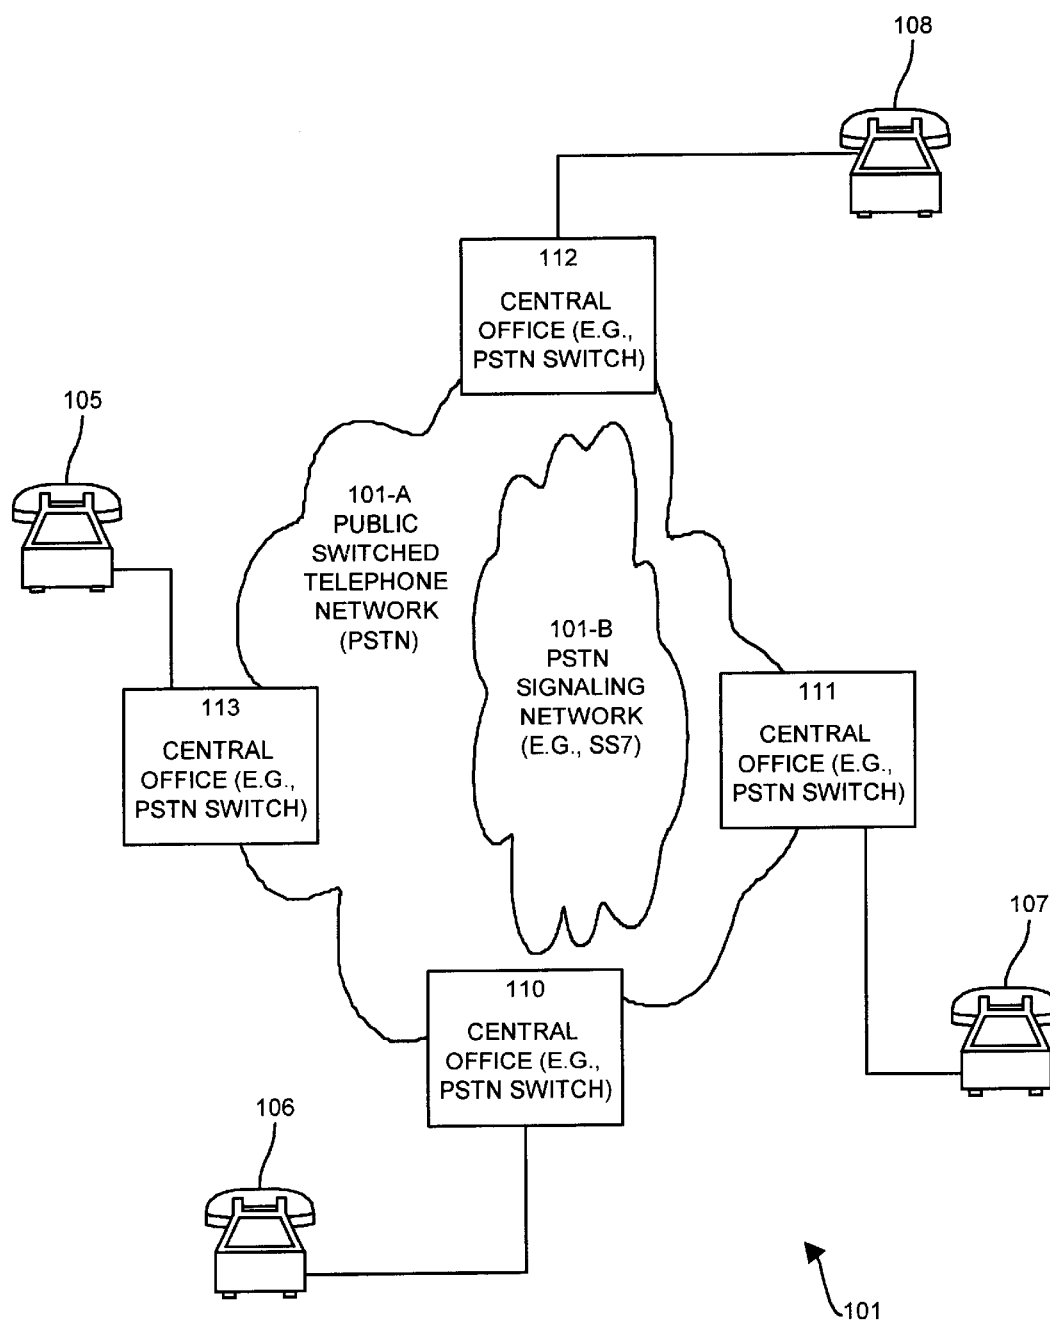 108
112
CENTRAL
OFFICE (E.G.,
PSTN SWITCH)
105
101-A
PUBLIC
SWITCHED
TELEPHONE
NETWORK
(PSTN)
101-B
PSTN
SIGNALING
NETWORK
(E.G., SS7)
113
CENTRAL
OFFICE (E.G.,
PSTN SWITCH)
111
CENTRAL
OFFICE (E.G.,
PSTN SWITCH)
107
110
CENTRAL
OFFICE (E.G.,
PSTN SWITCH)
106
101